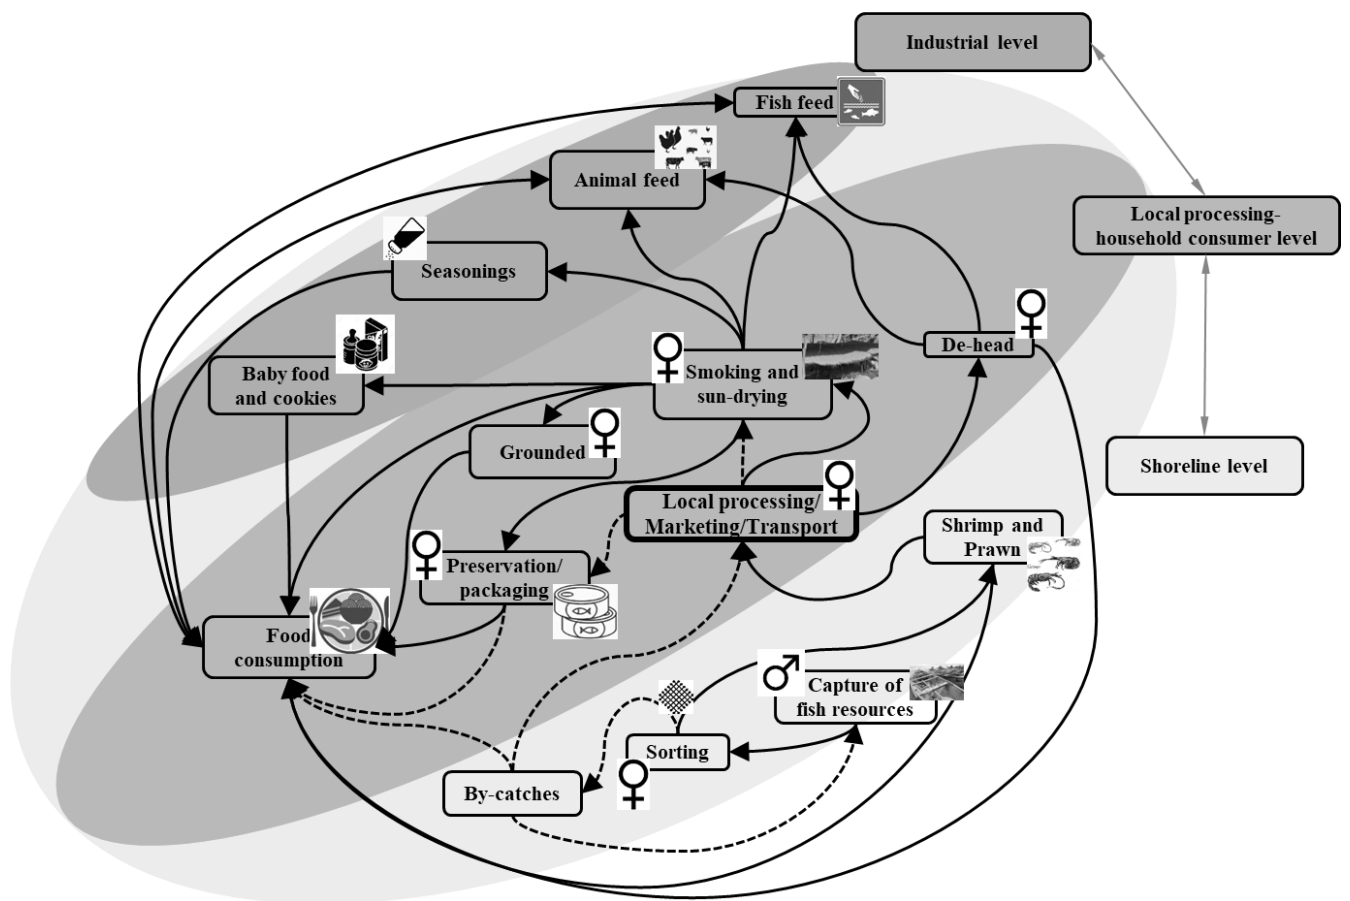 Industrial level
Fish feed
Animal feed
Local processing-
household consumer level
Seasonings
De-head
Baby food
and cookies
Smoking and
sun-drying
Grounded
Shoreline level
Local processing/
Marketing/Transport
Shrimp and
Prawn
Preservation/
packaging
Food
consumption
Capture of
fish resources
Sorting
By-catches